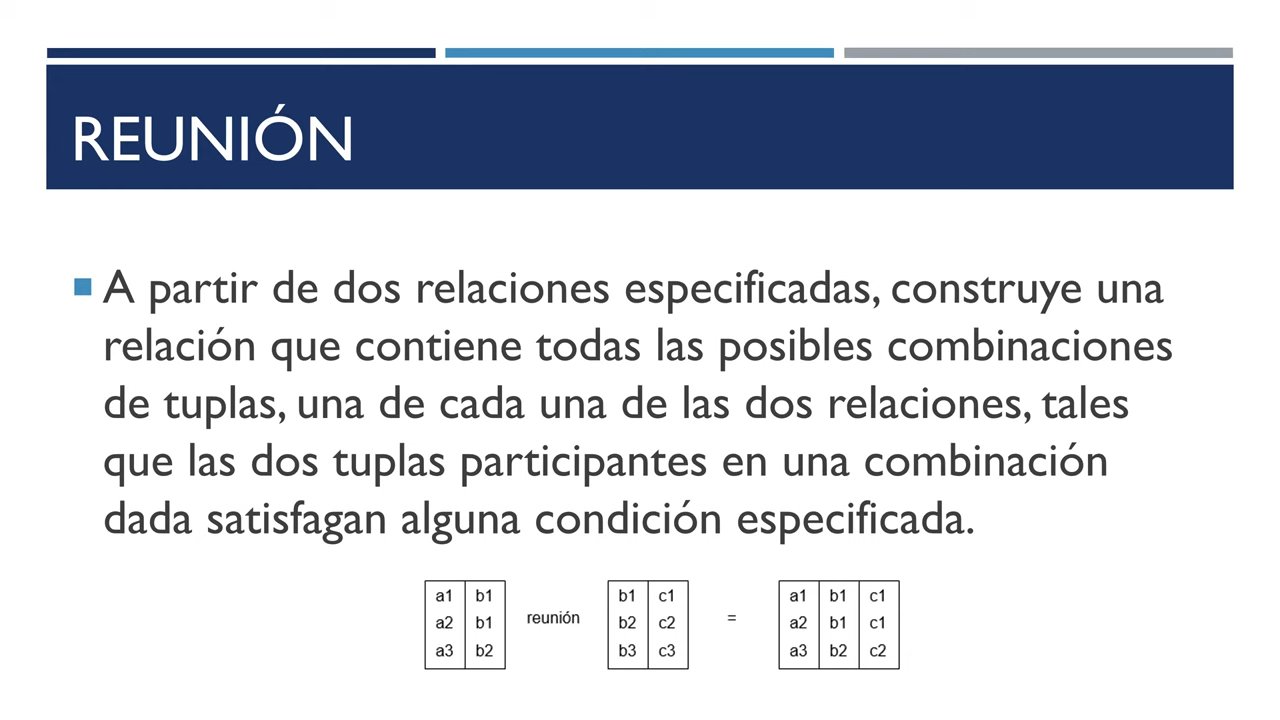 REUNIÓN
A partir de dos relaciones especificadas, construye una
relación que contiene todas las posibles combinaciones
de tuplas, una de cada una de las dos relaciones, tales
que las dos tuplas participantes en una combinación
dada satisfagan alguna condición especificada.
a1 b1 b1 c1 a1 b1 c1
a2 b1 reunión b2 c2 = a2 b1 c1
a3 b2 b3 c3 a3 b2 c2